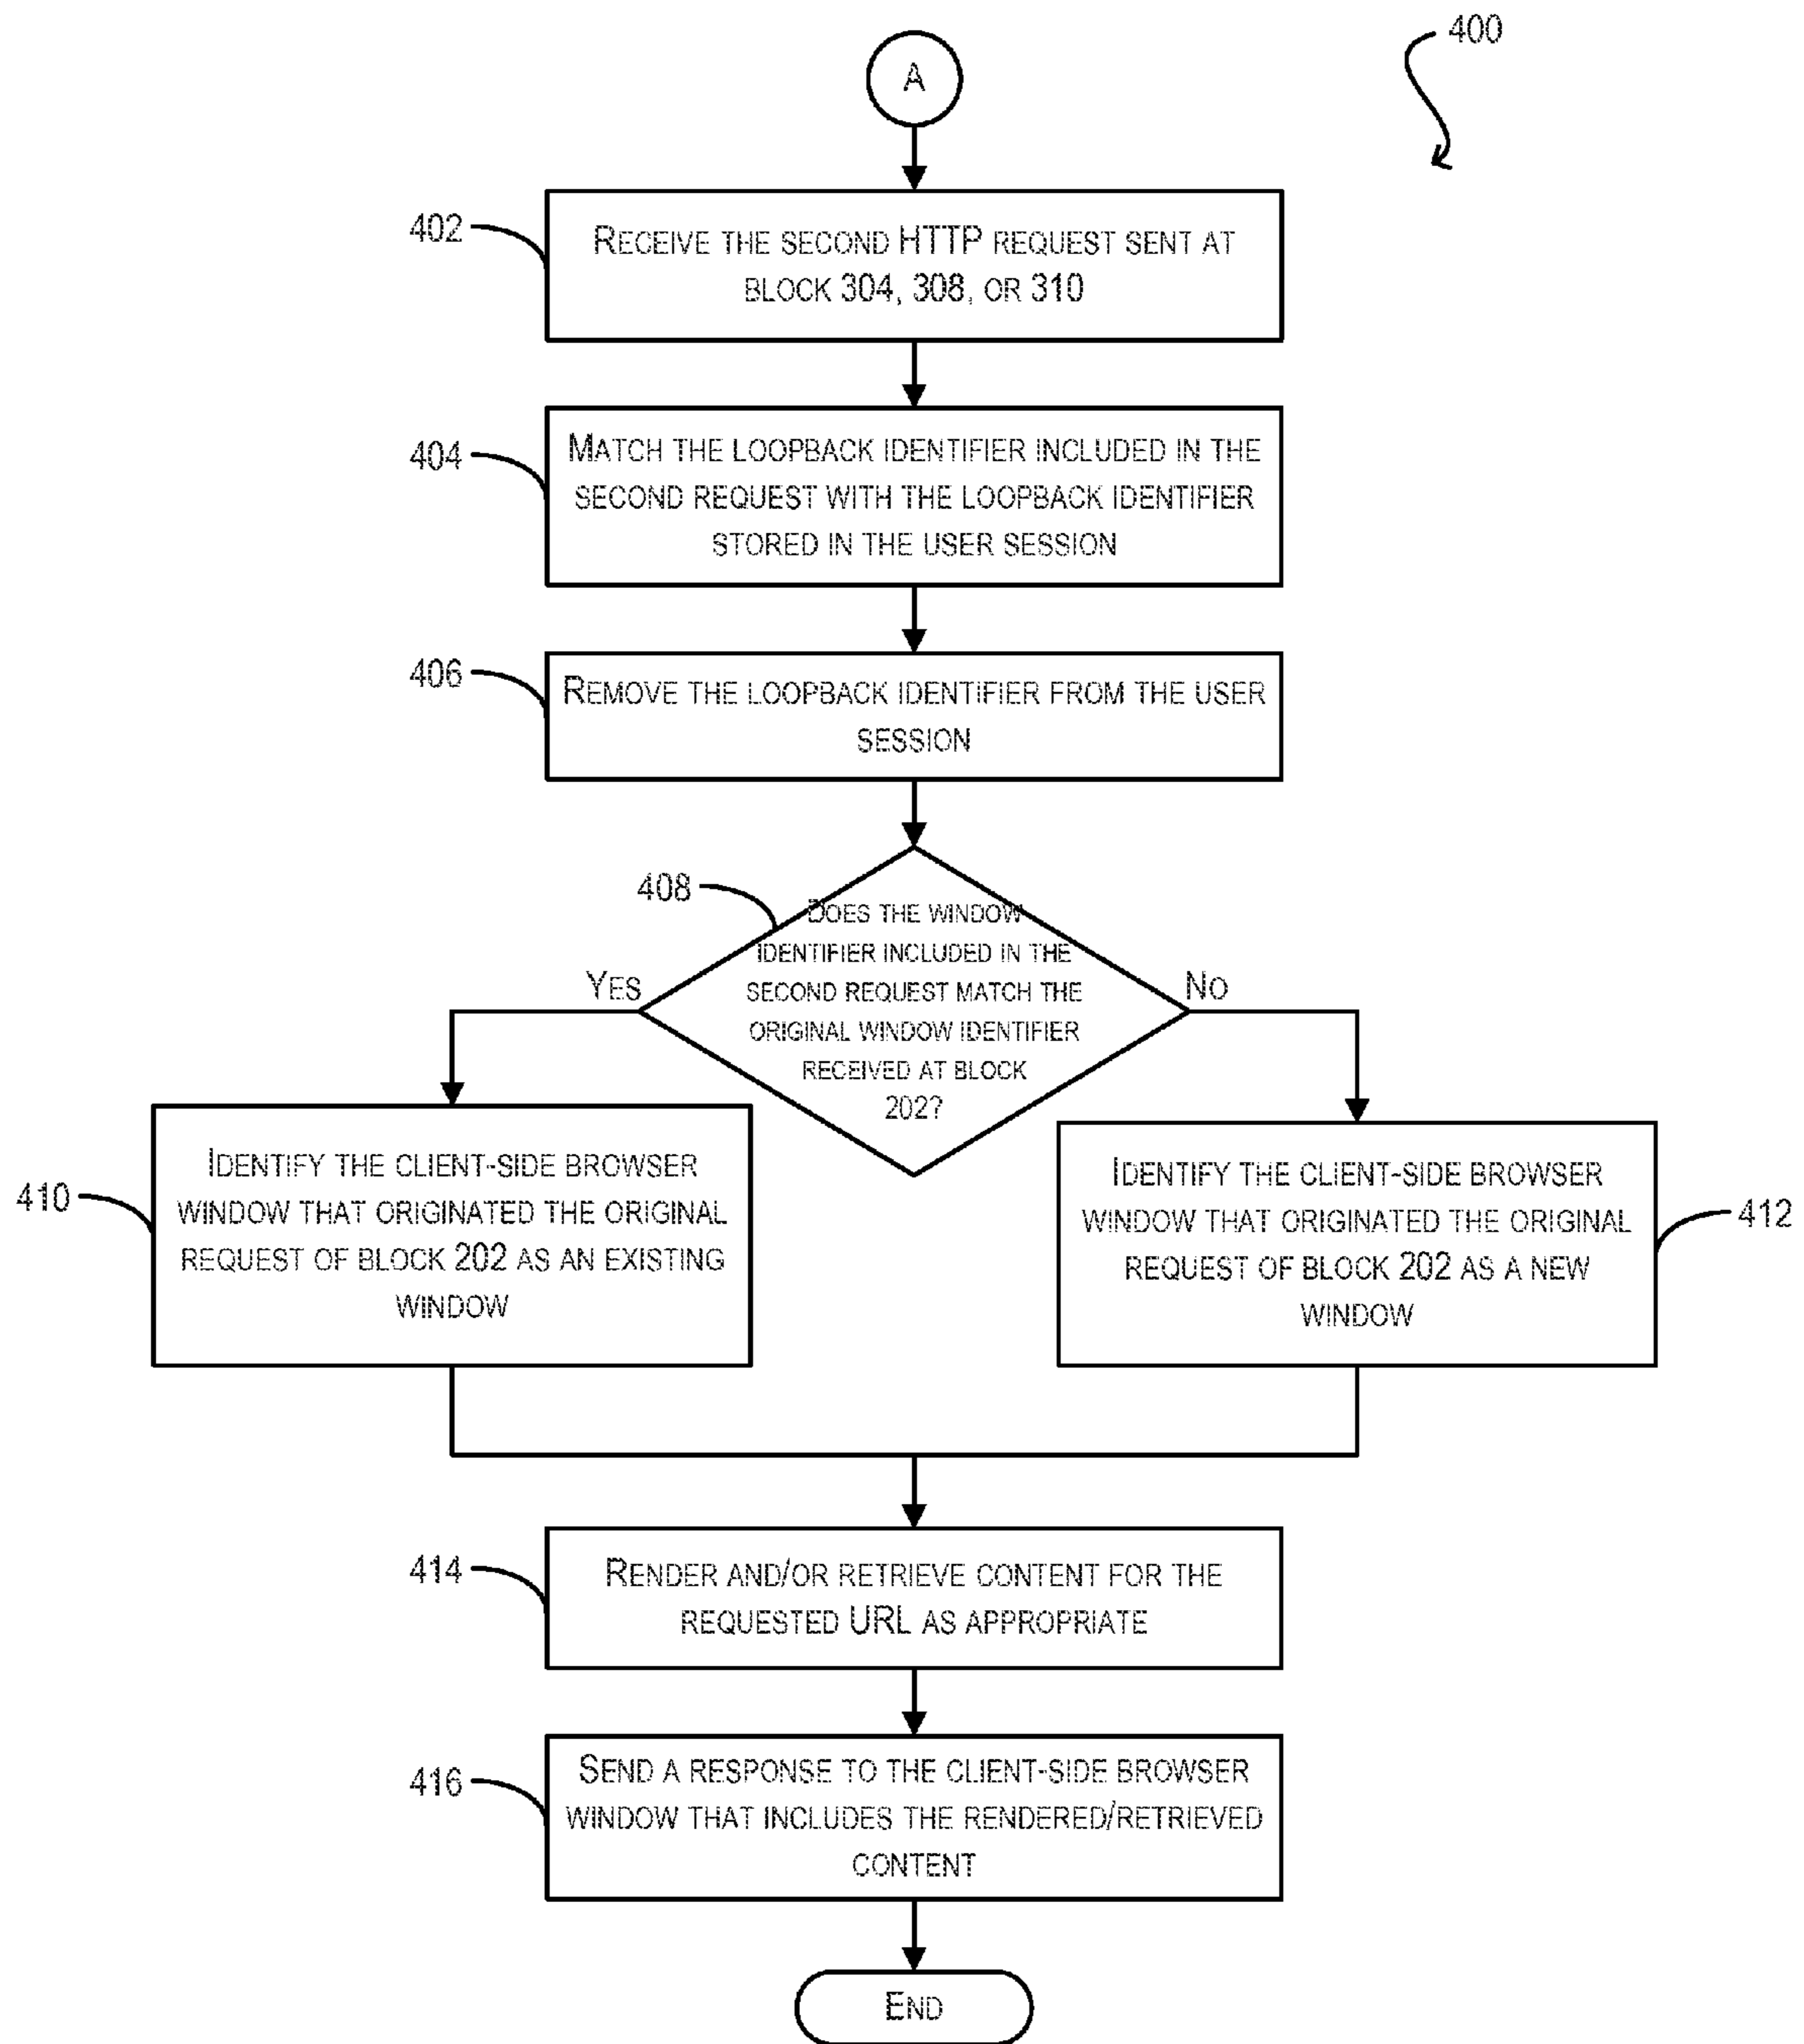 400
A
402
RECEIVE THE SECOND HTTP REQUEST SENT AT
BLOCK 304, 308, OR 310
404
MATCH THE LOOPBACK IDENTIFIER INCLUDED IN THE
SECOND REQUEST WITH THE LOOPBACK IDENTIFIER
STORED IN THE USER SESSION
406
REMOVE THE LOOPBACK IDENTIFIER FROM THE USER
SESSION
408
DOES THE WINDOW
IDENTIFIER INCLUDED IN THE
SECOND REQUEST MATCH THE
ORIGINAL WINDOW IDENTIFIER
RECEIVED AT BLOCK
202?
YES
NO
410
IDENTIFY THE CLIENT-SIDE BROWSER
WINDOW THAT ORIGINATED THE ORIGINAL
REQUEST OF BLOCK 202 AS AN EXISTING
WINDOW
IDENTIFY THE CLIENT-SIDE BROWSER
WINDOW THAT ORIGINATED THE ORIGINAL
REQUEST OF BLOCK 202 AS A NEW
WINDOW
412
414
RENDER AND/OR RETRIEVE CONTENT FOR THE
REQUESTED URL AS APPROPRIATE
416
SEND A RESPONSE TO THE CLIENT-SIDE BROWSER
WINDOW THAT INCLUDES THE RENDERED/RETRIEVED
CONTENT
END